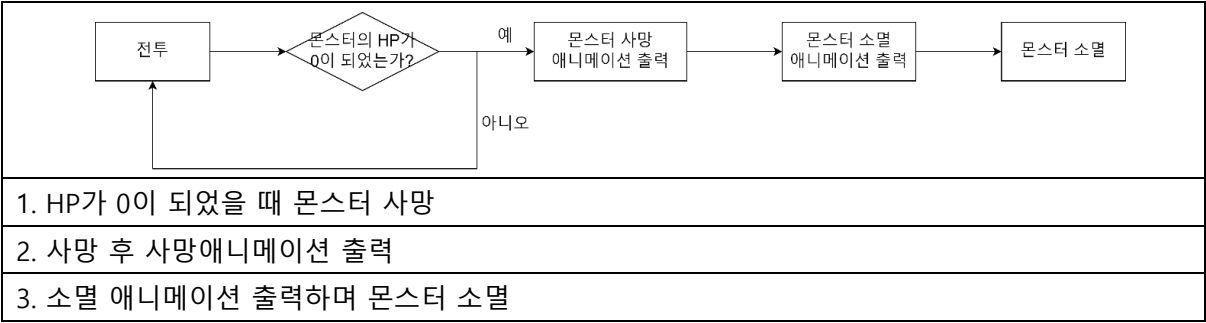 전투
몬스터의 HP가
0이 되었는가?
예
아니오
몬스터 사망
애니메이션 출력
몬스터 소멸
애니메이션 출력
몬스터 소멸
1. HP가 0이 되었을 때 몬스터 사망
2. 사망 후 사망애니메이션 출력
3. 소멸 애니메이션 출력하며 몬스터 소멸